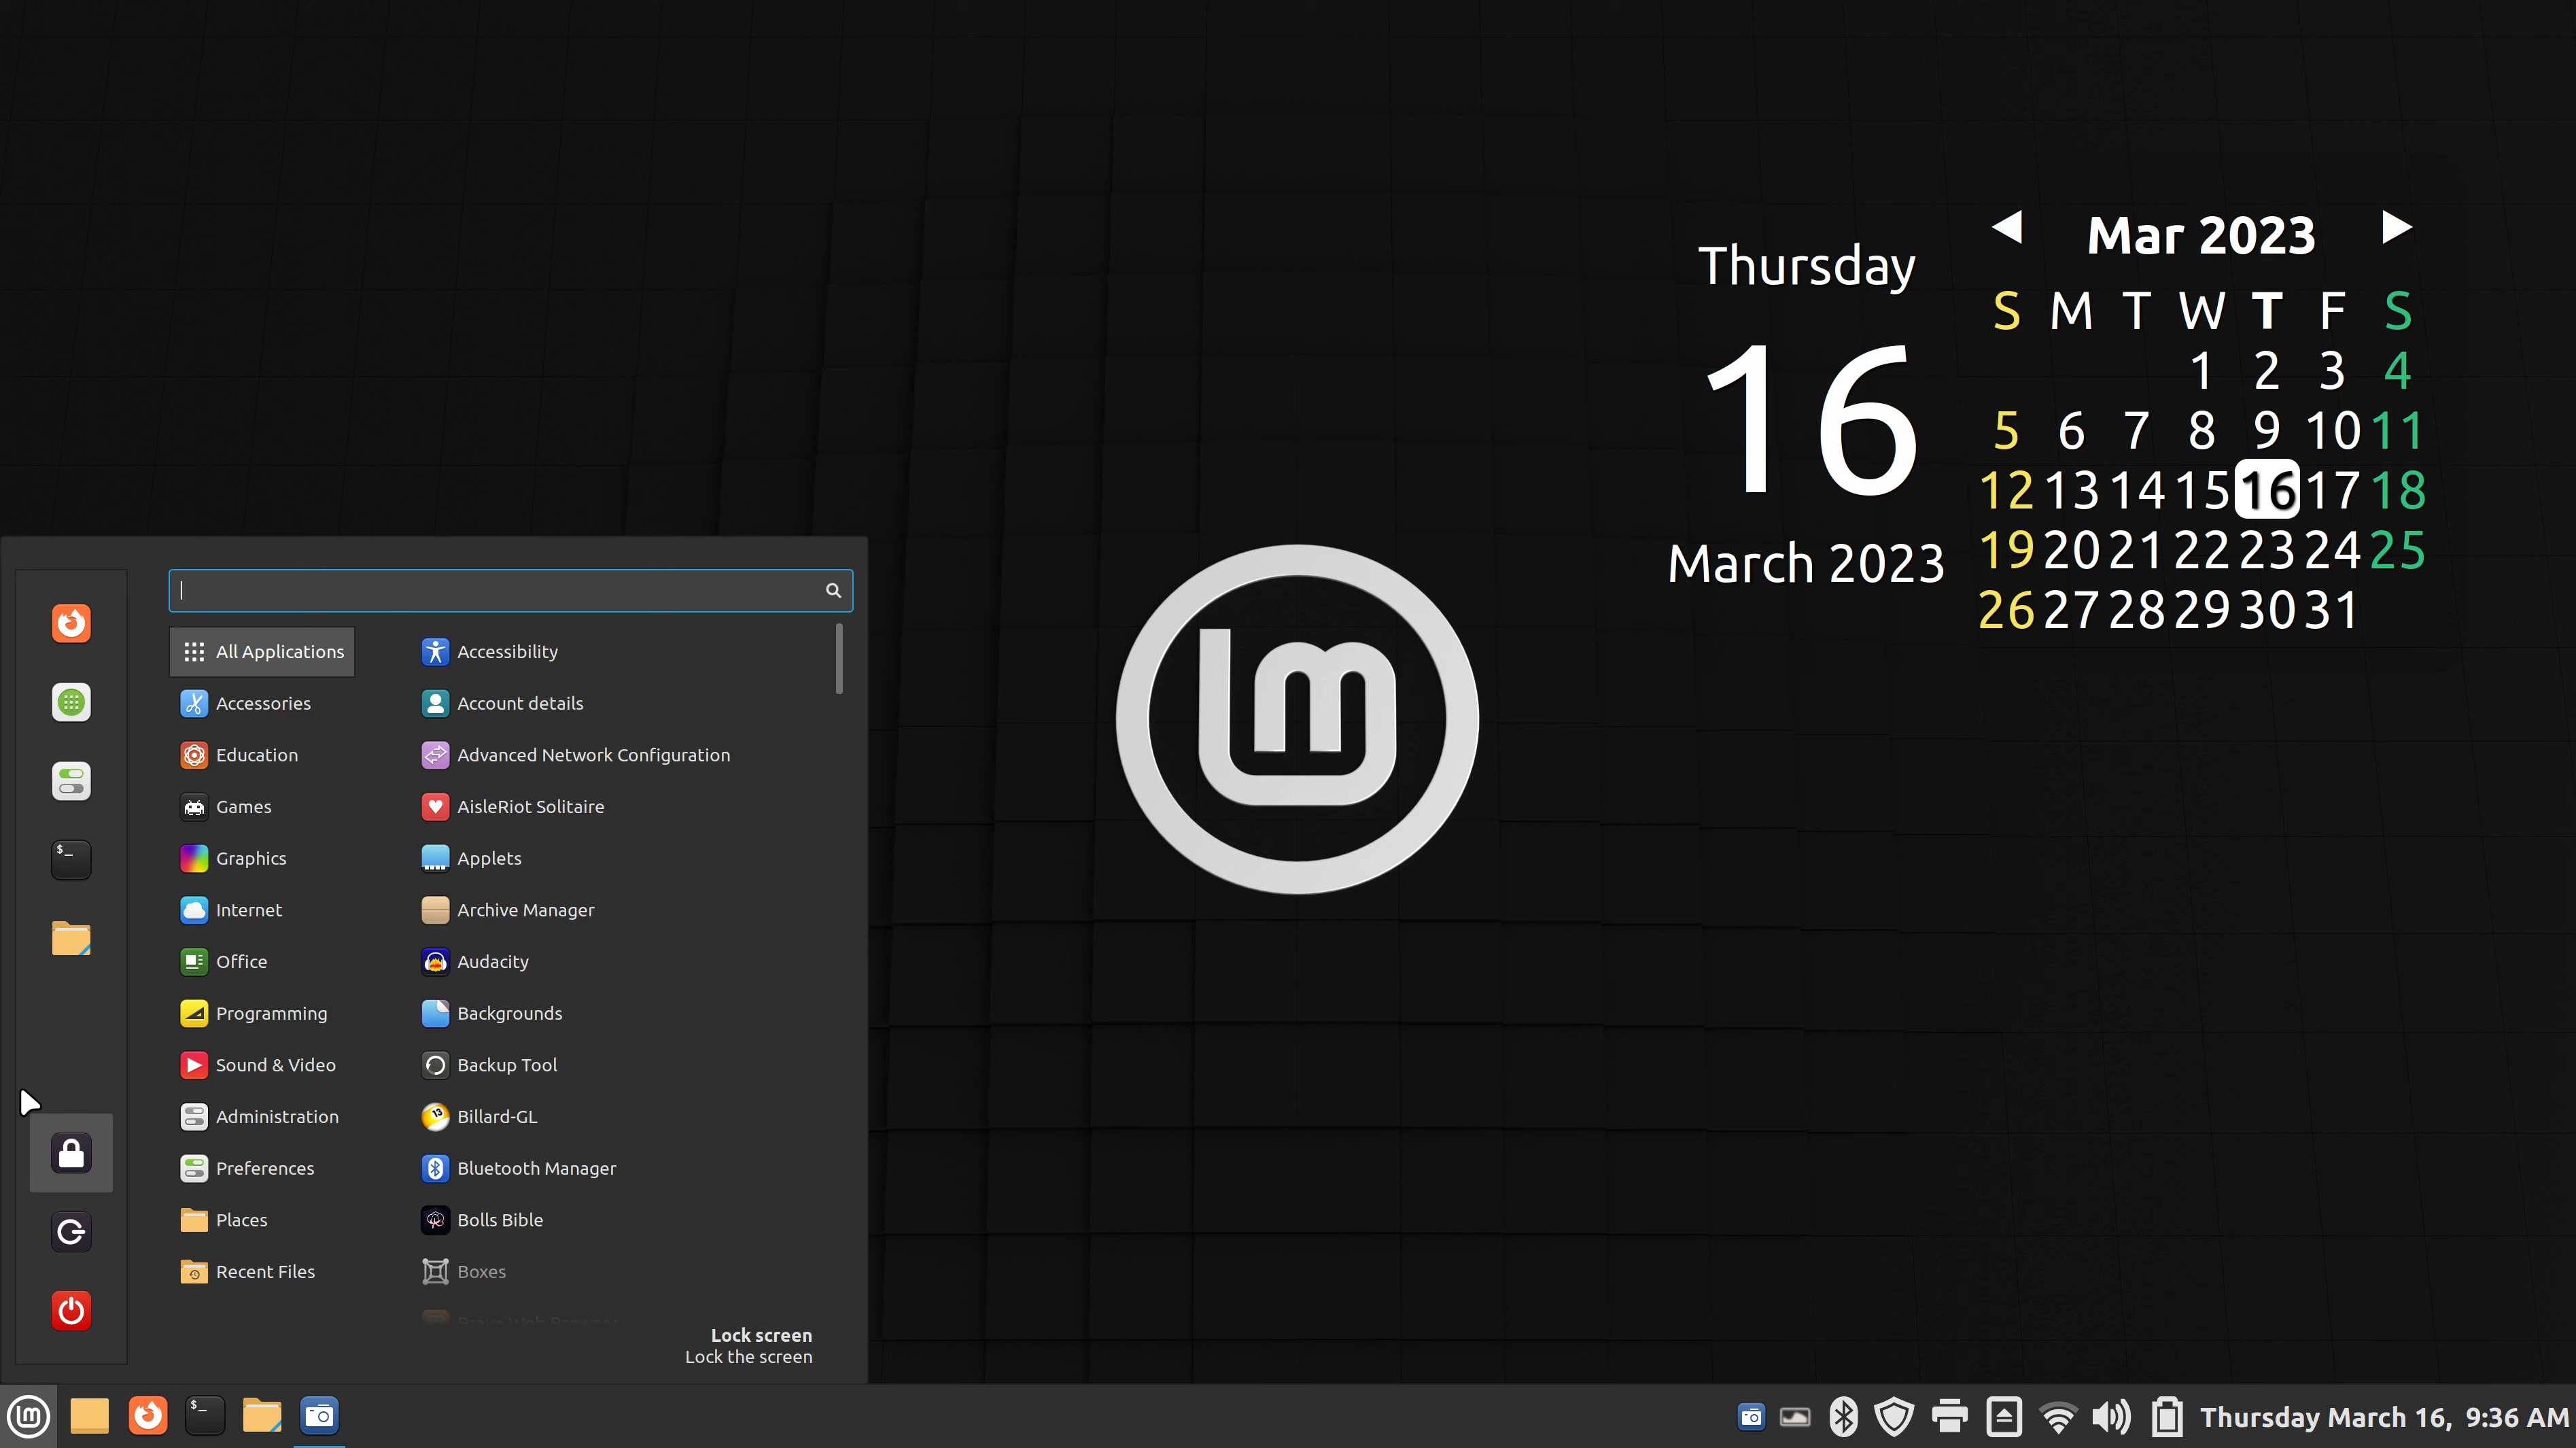 Thursday
16
March 2023
Mar 2023
S M T W T F S
1 2 3 4
5 6 7 8 9 10 11
12 13 14 15 16 17 18
19 20 21 22 23 24 25
26 27 28 29 30 31
All Applications
Accessories
Education
Games
Graphics
Internet
Office
Programming
Sound & Video
Administration
Preferences
Places
Recent Files
Accessibility
Account details
Advanced Network Configuration
AisleRiot Solitaire
Applets
Archive Manager
Audacity
Backgrounds
Backup Tool
Billard-GL
Bluetooth Manager
Bolls Bible
Boxes
Brave Web Browser
Lock screen
Lock the screen
$_
$_
13
Thursday March 16, 9:36 AM